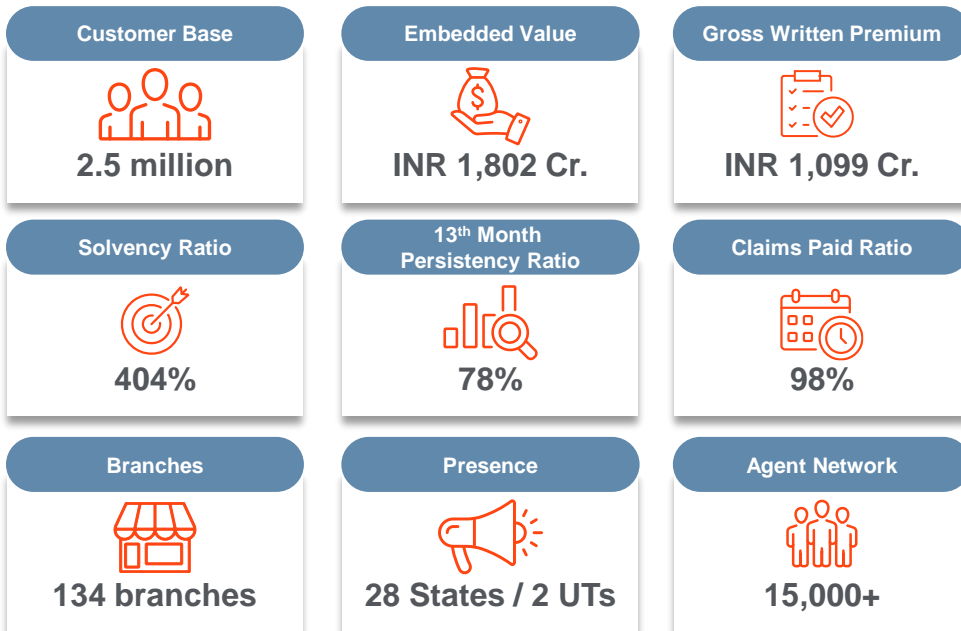 Customer Base
2.5 million
Embedded Value
$
INR 1,802 Cr.
Gross Written Premium
INR 1,099 Cr.
Solvency Ratio
404%
13th Month
Persistency Ratio
78%
Claims Paid Ratio
98%
Branches
134 branches
Presence
28 States / 2 UTs
Agent Network
15,000+